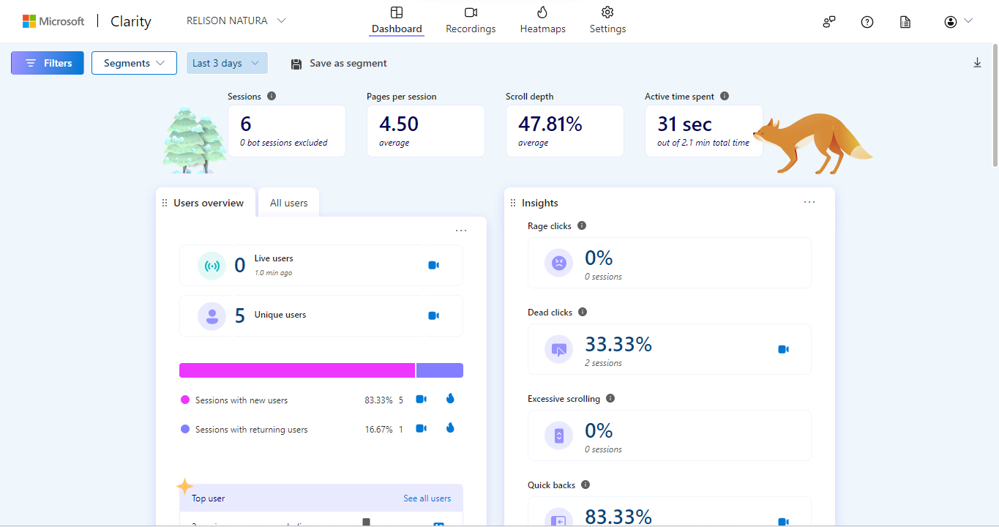 Microsoft Clarity RELISON NATURA Dashboard Recordings Heatmaps Settings
Filters Segments Last 3 days Save as segment
Sessions
6
0 bot sessions excluded
Pages per session
4.50
average
Scroll depth
47.81%
average
Active time spent
31 sec
out of 2.1 min total time
Users overview All users
0 Live users
1.0 min ago
5 Unique users
Sessions with new users 83.33% 5
Sessions with returning users 16.67% 1
Top user See all users
Insights
Rage clicks
0%
0 sessions
Dead clicks
33.33%
2 sessions
Excessive scrolling
0%
0 sessions
Quick backs
83.33%